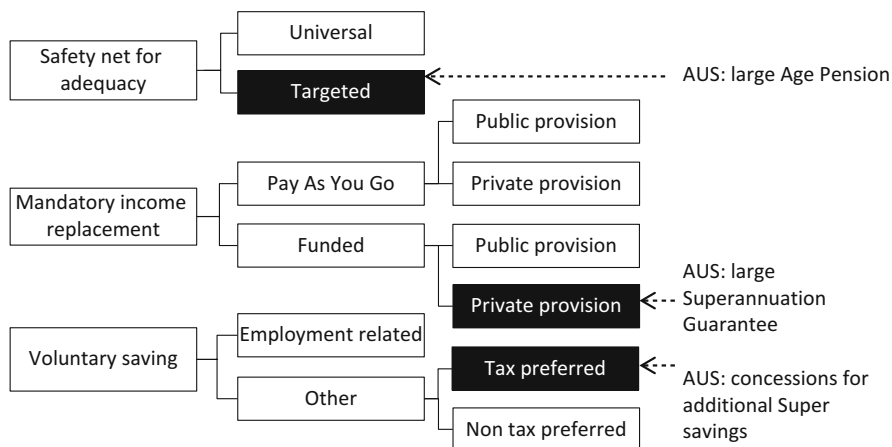 Universal
Safety net for
adequacy
Targeted
AUS: large Age Pension
Public provision
Pay As You Go
Private provision
Mandatory income
replacement
Funded
Public provision
Private provision
AUS: large
Superannuation
Guarantee
Employment related
Voluntary saving
Tax preferred
Other
AUS: concessions for
additional Super
savings
Non tax preferred